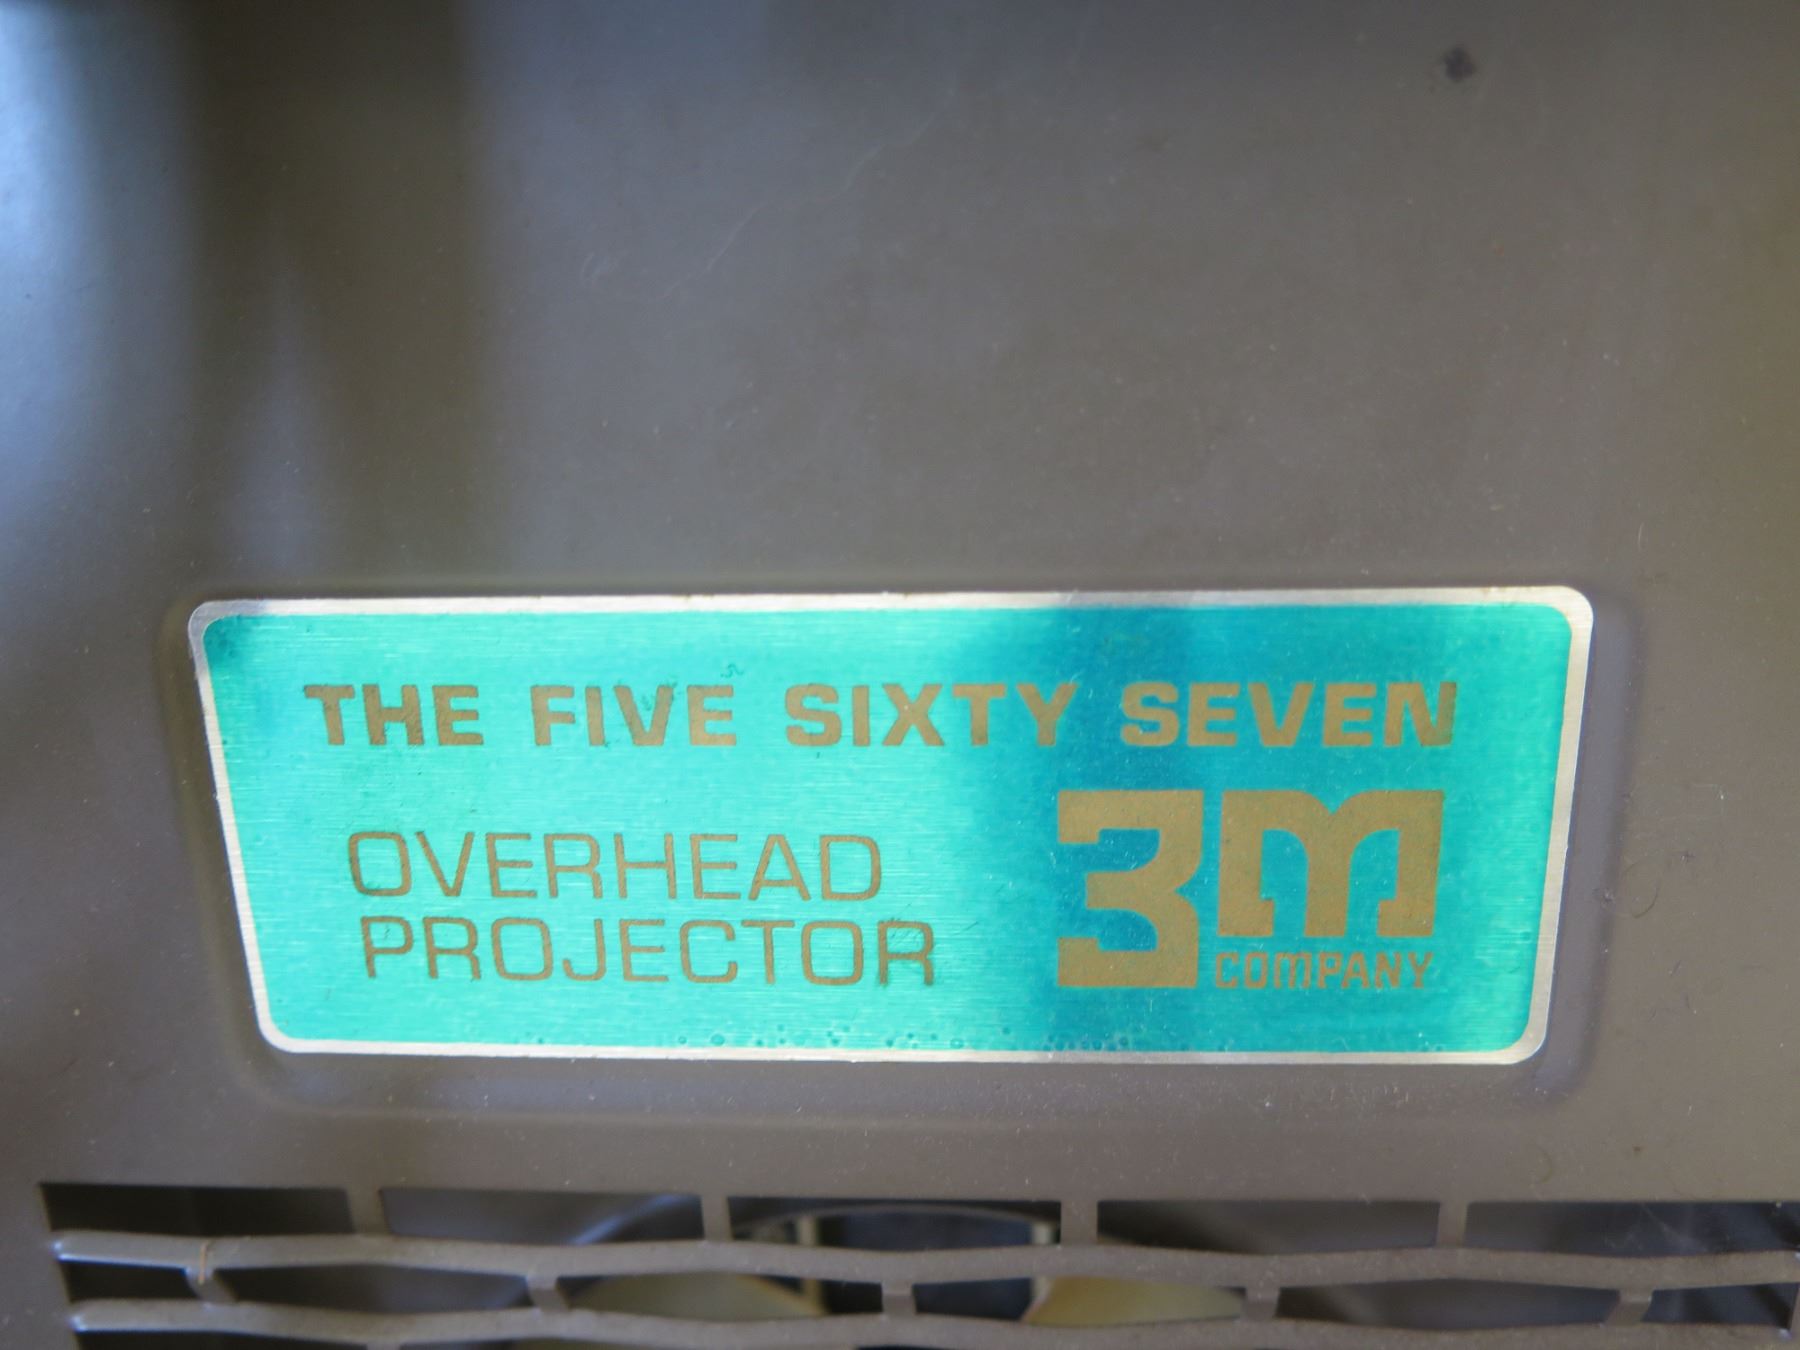 THE FIVE SIXTY SEVEN
OVERHEAD
PROJECTOR
3M
COMPANY